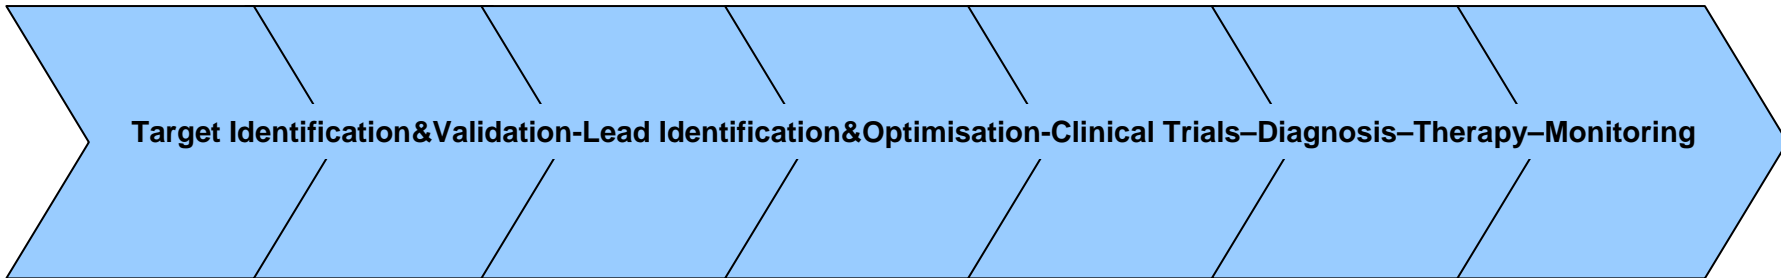 Target Identification&Validation-Lead Identification&Optimisation-Clinical Trials–Diagnosis–Therapy–Monitoring